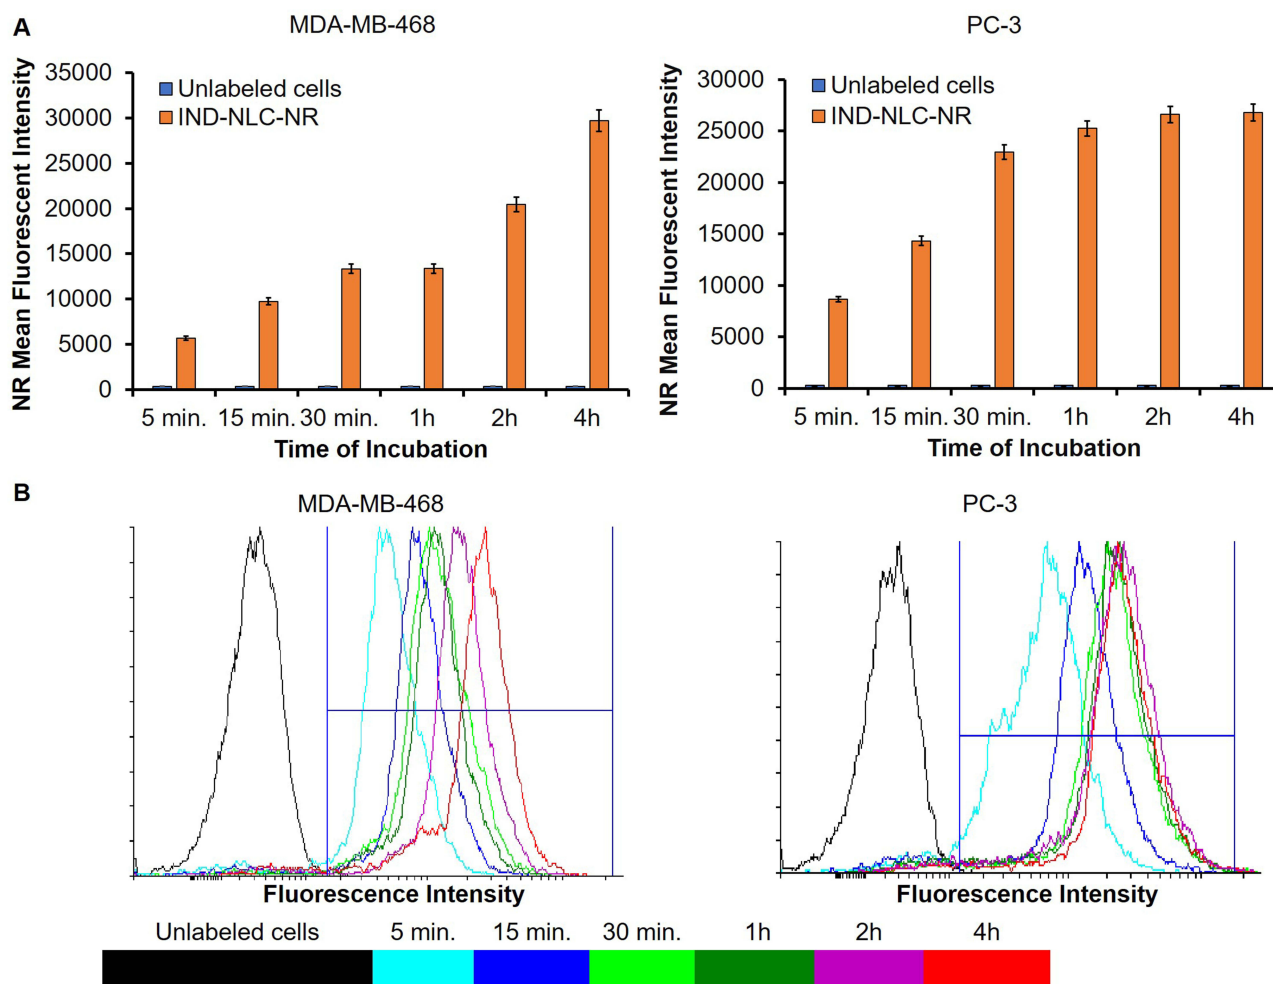 A
MDA-MB-468
NR Mean Fluorescent Intensity
35000
30000
25000
20000
15000
10000
5000
0
Unlabeled cells
IND-NLC-NR
5 min. 15 min. 30 min. 1h 2h 4h
Time of Incubation
PC-3
NR Mean Fluorescent Intensity
30000
25000
20000
15000
10000
5000
0
Unlabeled cells
IND-NLC-NR
5 min. 15 min. 30 min. 1h 2h 4h
Time of Incubation
B
MDA-MB-468
Fluorescence Intensity
PC-3
Fluorescence Intensity
Unlabeled cells 5 min. 15 min. 30 min. 1h 2h 4h